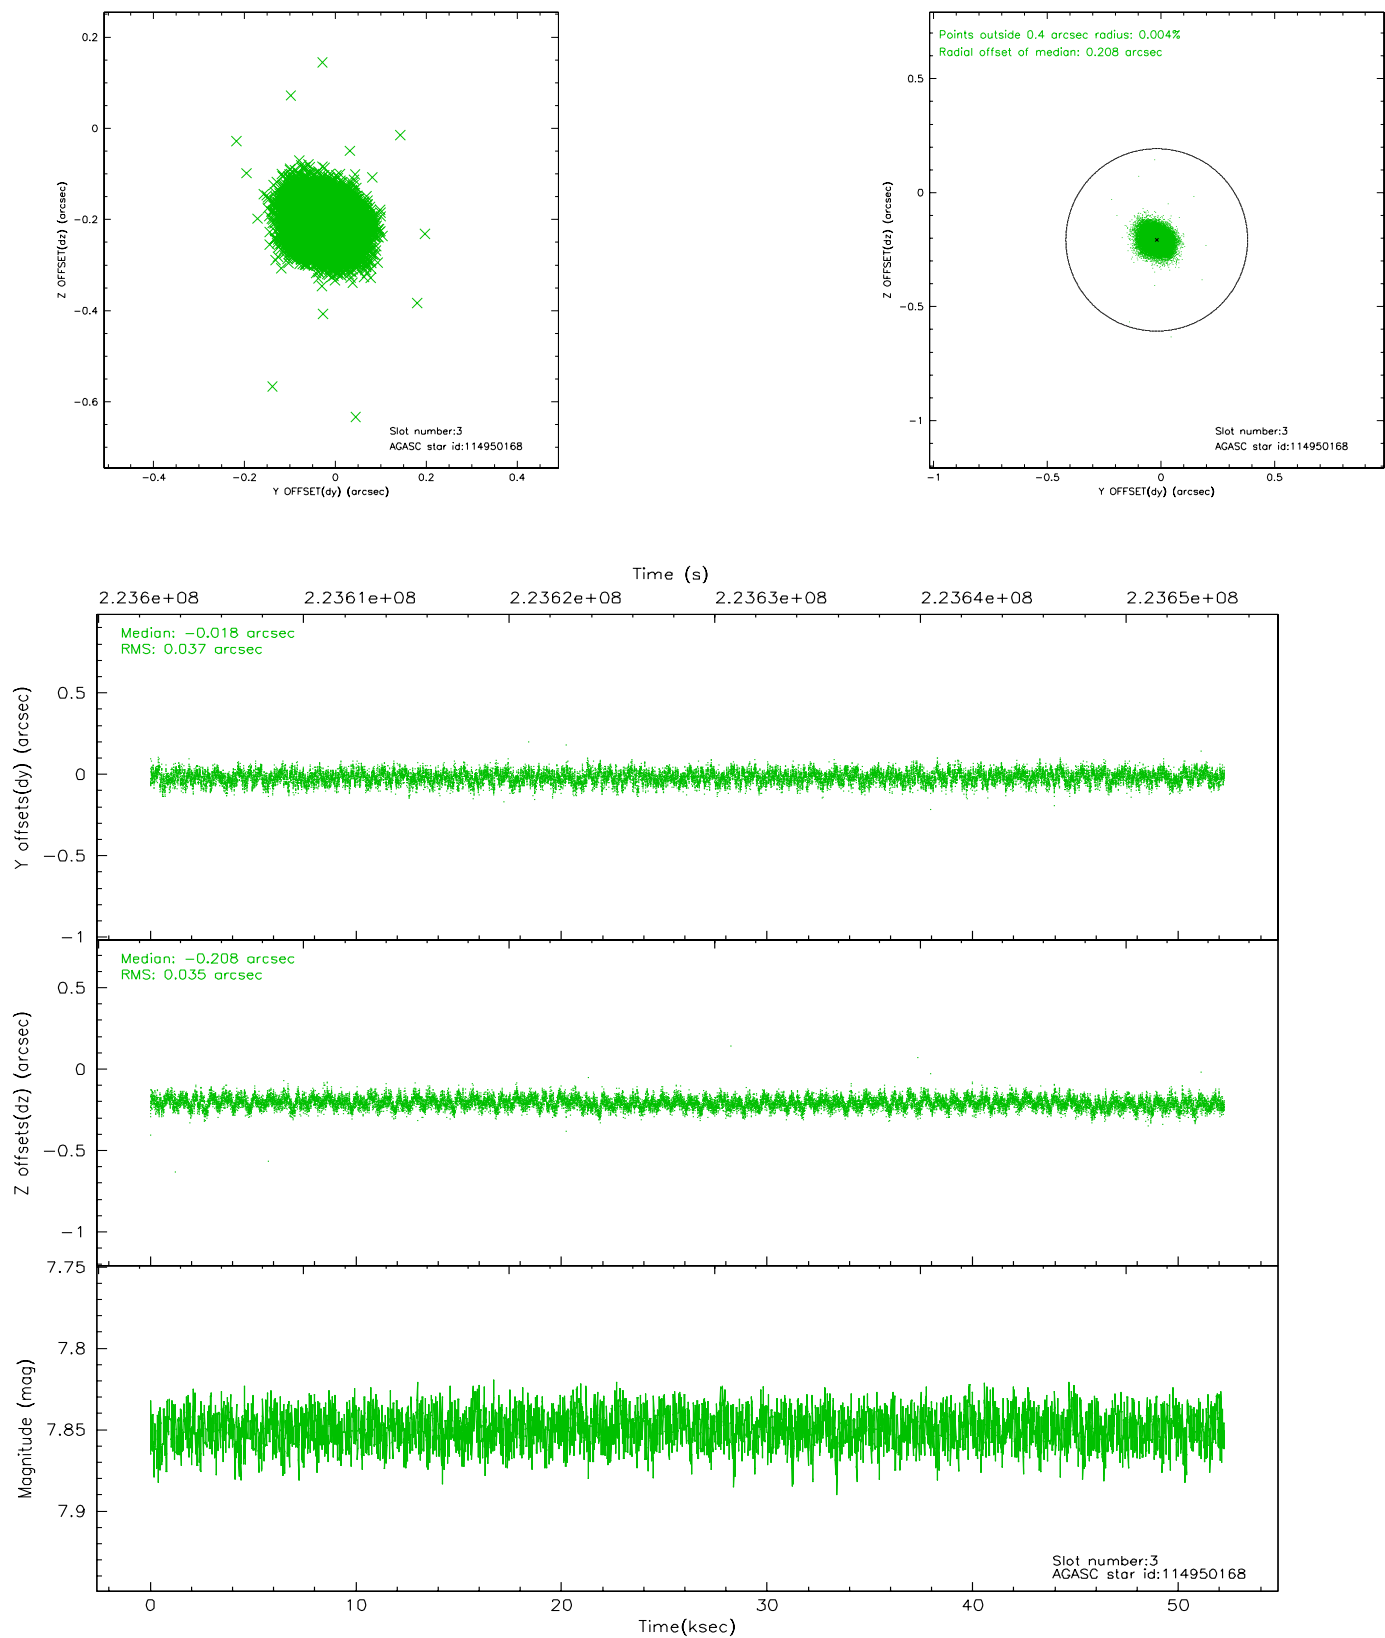 0.2
0
−0.2
−0.4
−0.6
Z OFFSET(dz) (arcsec)
Slot number:3
AGASC star id:114950168
−0.4
−0.2
0
0.2
0.4
Y OFFSET(dy) (arcsec)
Points outside 0.4 arcsec radius: 0.004%
Radial offset of median: 0.208 arcsec
0.5
0
−0.5
−1
Z OFFSET(dz) (arcsec)
Slot number:3
AGASC star id:114950168
−1
−0.5
0
0.5
Y OFFSET(dy) (arcsec)
Time (s)
2.236e+08
2.2361e+08
2.2362e+08
2.2363e+08
2.2364e+08
2.2365e+08
Median: −0.018 arcsec
RMS: 0.037 arcsec
0.5
0
−0.5
−1
Y offsets(dy) (arcsec)
Median: −0.208 arcsec
RMS: 0.035 arcsec
0.5
0
−0.5
−1
Z offsets(dz) (arcsec)
7.75
7.8
7.85
7.9
Magnitude (mag)
Slot number:3
AGASC star id:114950168
0
10
20
30
40
50
Time(ksec)